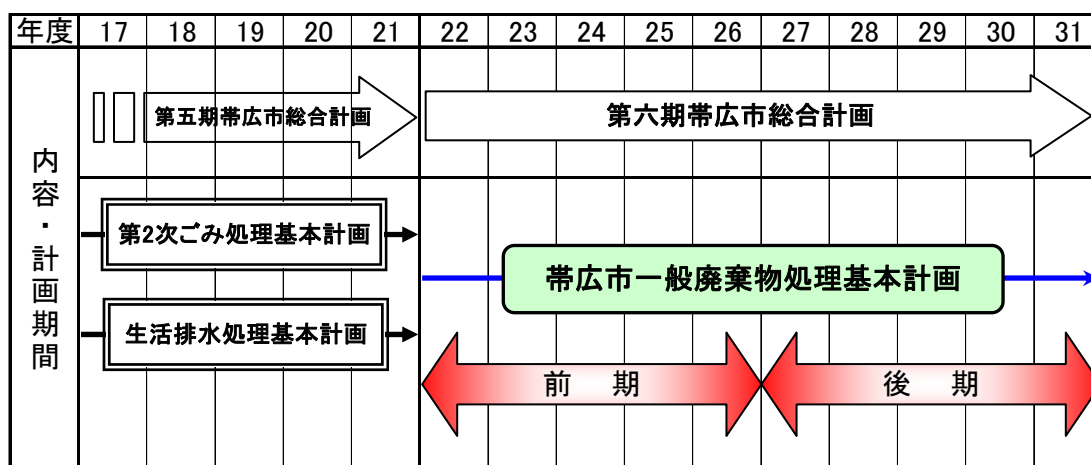 年度 17 18 19 20 21 22 23 24 25 26 27 28 29 30 31
内容・計画期間
第五期帯広市総合計画
第六期帯広市総合計画
第2次ごみ処理基本計画
帯広市一般廃棄物処理基本計画
生活排水処理基本計画
前 期
後 期